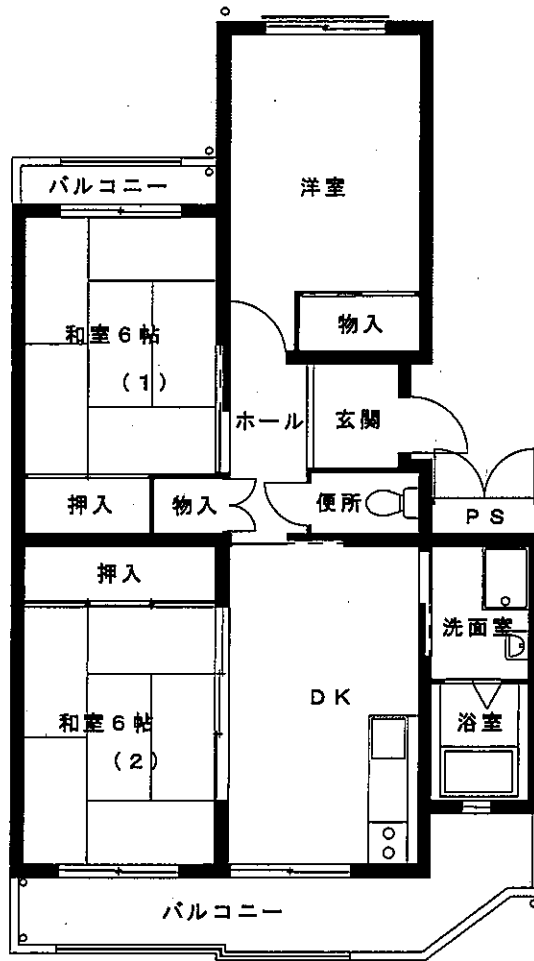 洋室
バルコニー
物入
和室6帖
(1)
ホール
玄関
押入
物入
便所
PS
押入
洗面室
DK
和室6帖
(2)
浴室
バルコニー